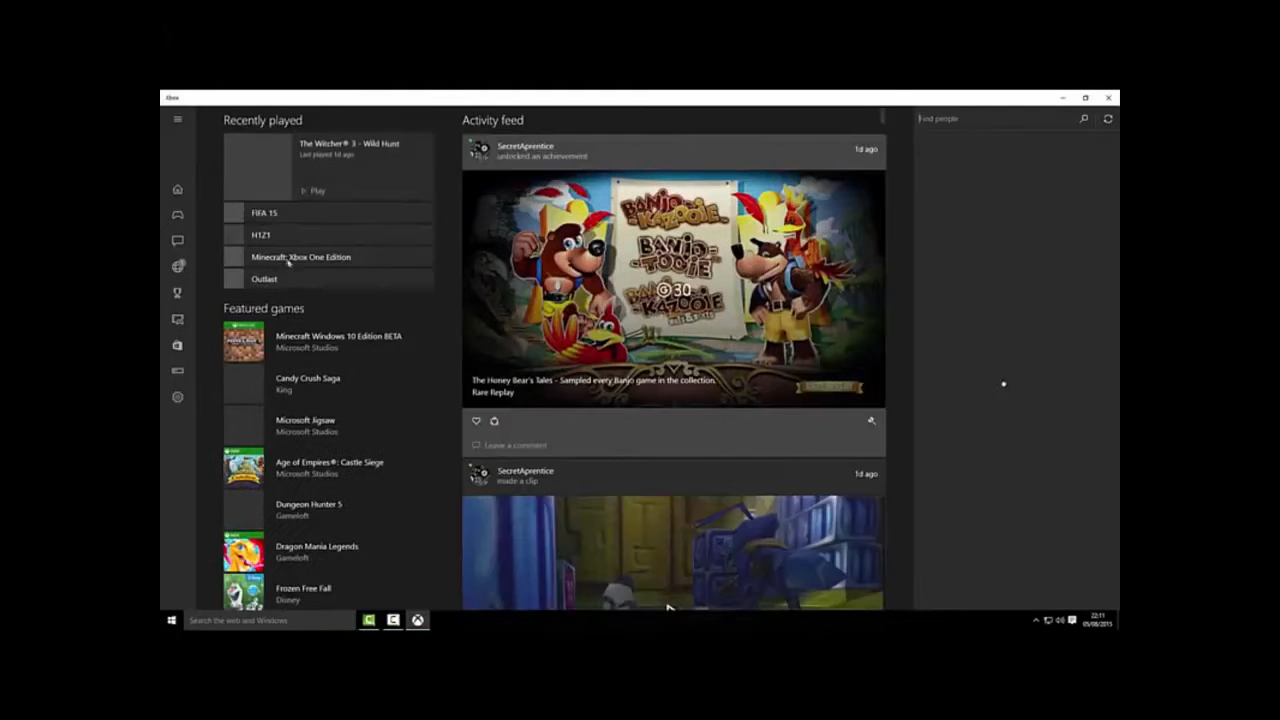 Xbox
Recently played
The Witcher® 3 - Wild Hunt
Last played 1d ago
Play
FIFA 15
H1Z1
Minecraft: Xbox One Edition
Outlast
Featured games
Minecraft Windows 10 Edition BETA
Microsoft Studios
Candy Crush Saga
King
Microsoft Jigsaw
Microsoft Studios
Age of Empires®: Castle Siege
Microsoft Studios
Dungeon Hunter 5
Gameloft
Dragon Mania Legends
Gameloft
Frozen Free Fall
Disney
Activity feed
SecretAprentice
unlocked an achievement
1d ago
BANJO-
KAZOOIE
BANJO-
TOOIE
BANJO
KAZOOIE
G 30
The Honey Bear's Tales - Sampled every Banjo game in the collection.
Rare Replay
Leave a comment
SecretAprentice
made a clip
1d ago
Find people
Search the web and Windows
22:11
05/08/2015